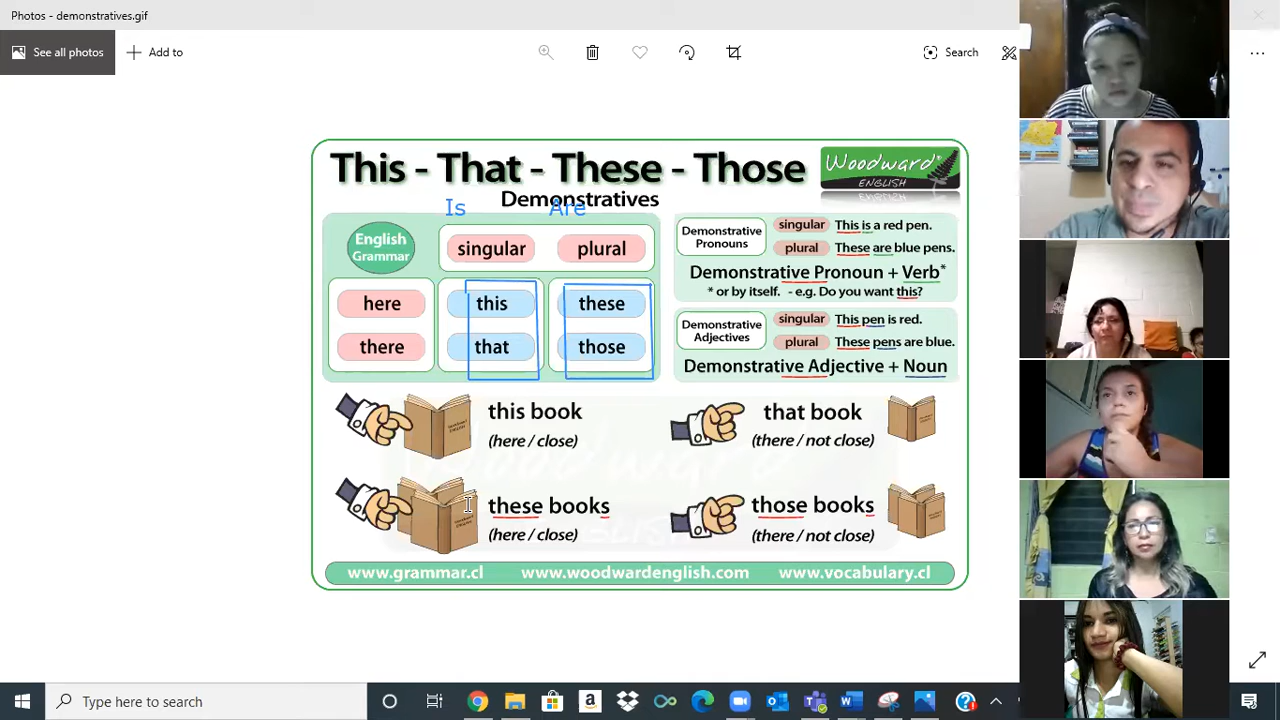 Photos - demonstratives.gif
See all photos
Add to
Search
This - That - These - Those
Woodward
ENGLISH
Demonstratives
Is
Are
English
Grammar
singular
plural
here
this
these
there
that
those
Demonstrative
Pronouns
singular
This is a red pen.
plural
These are blue pens.
Demonstrative Pronoun + Verb*
* or by itself. - e.g. Do you want this?
Demonstrative
Adjectives
singular
This pen is red.
plural
These pens are blue.
Demonstrative Adjective + Noun
this book
(here / close)
that book
(there / not close)
these books
(here / close)
those books
(there / not close)
www.grammar.cl
www.woodwardenglish.com
www.vocabulary.cl
Type here to search